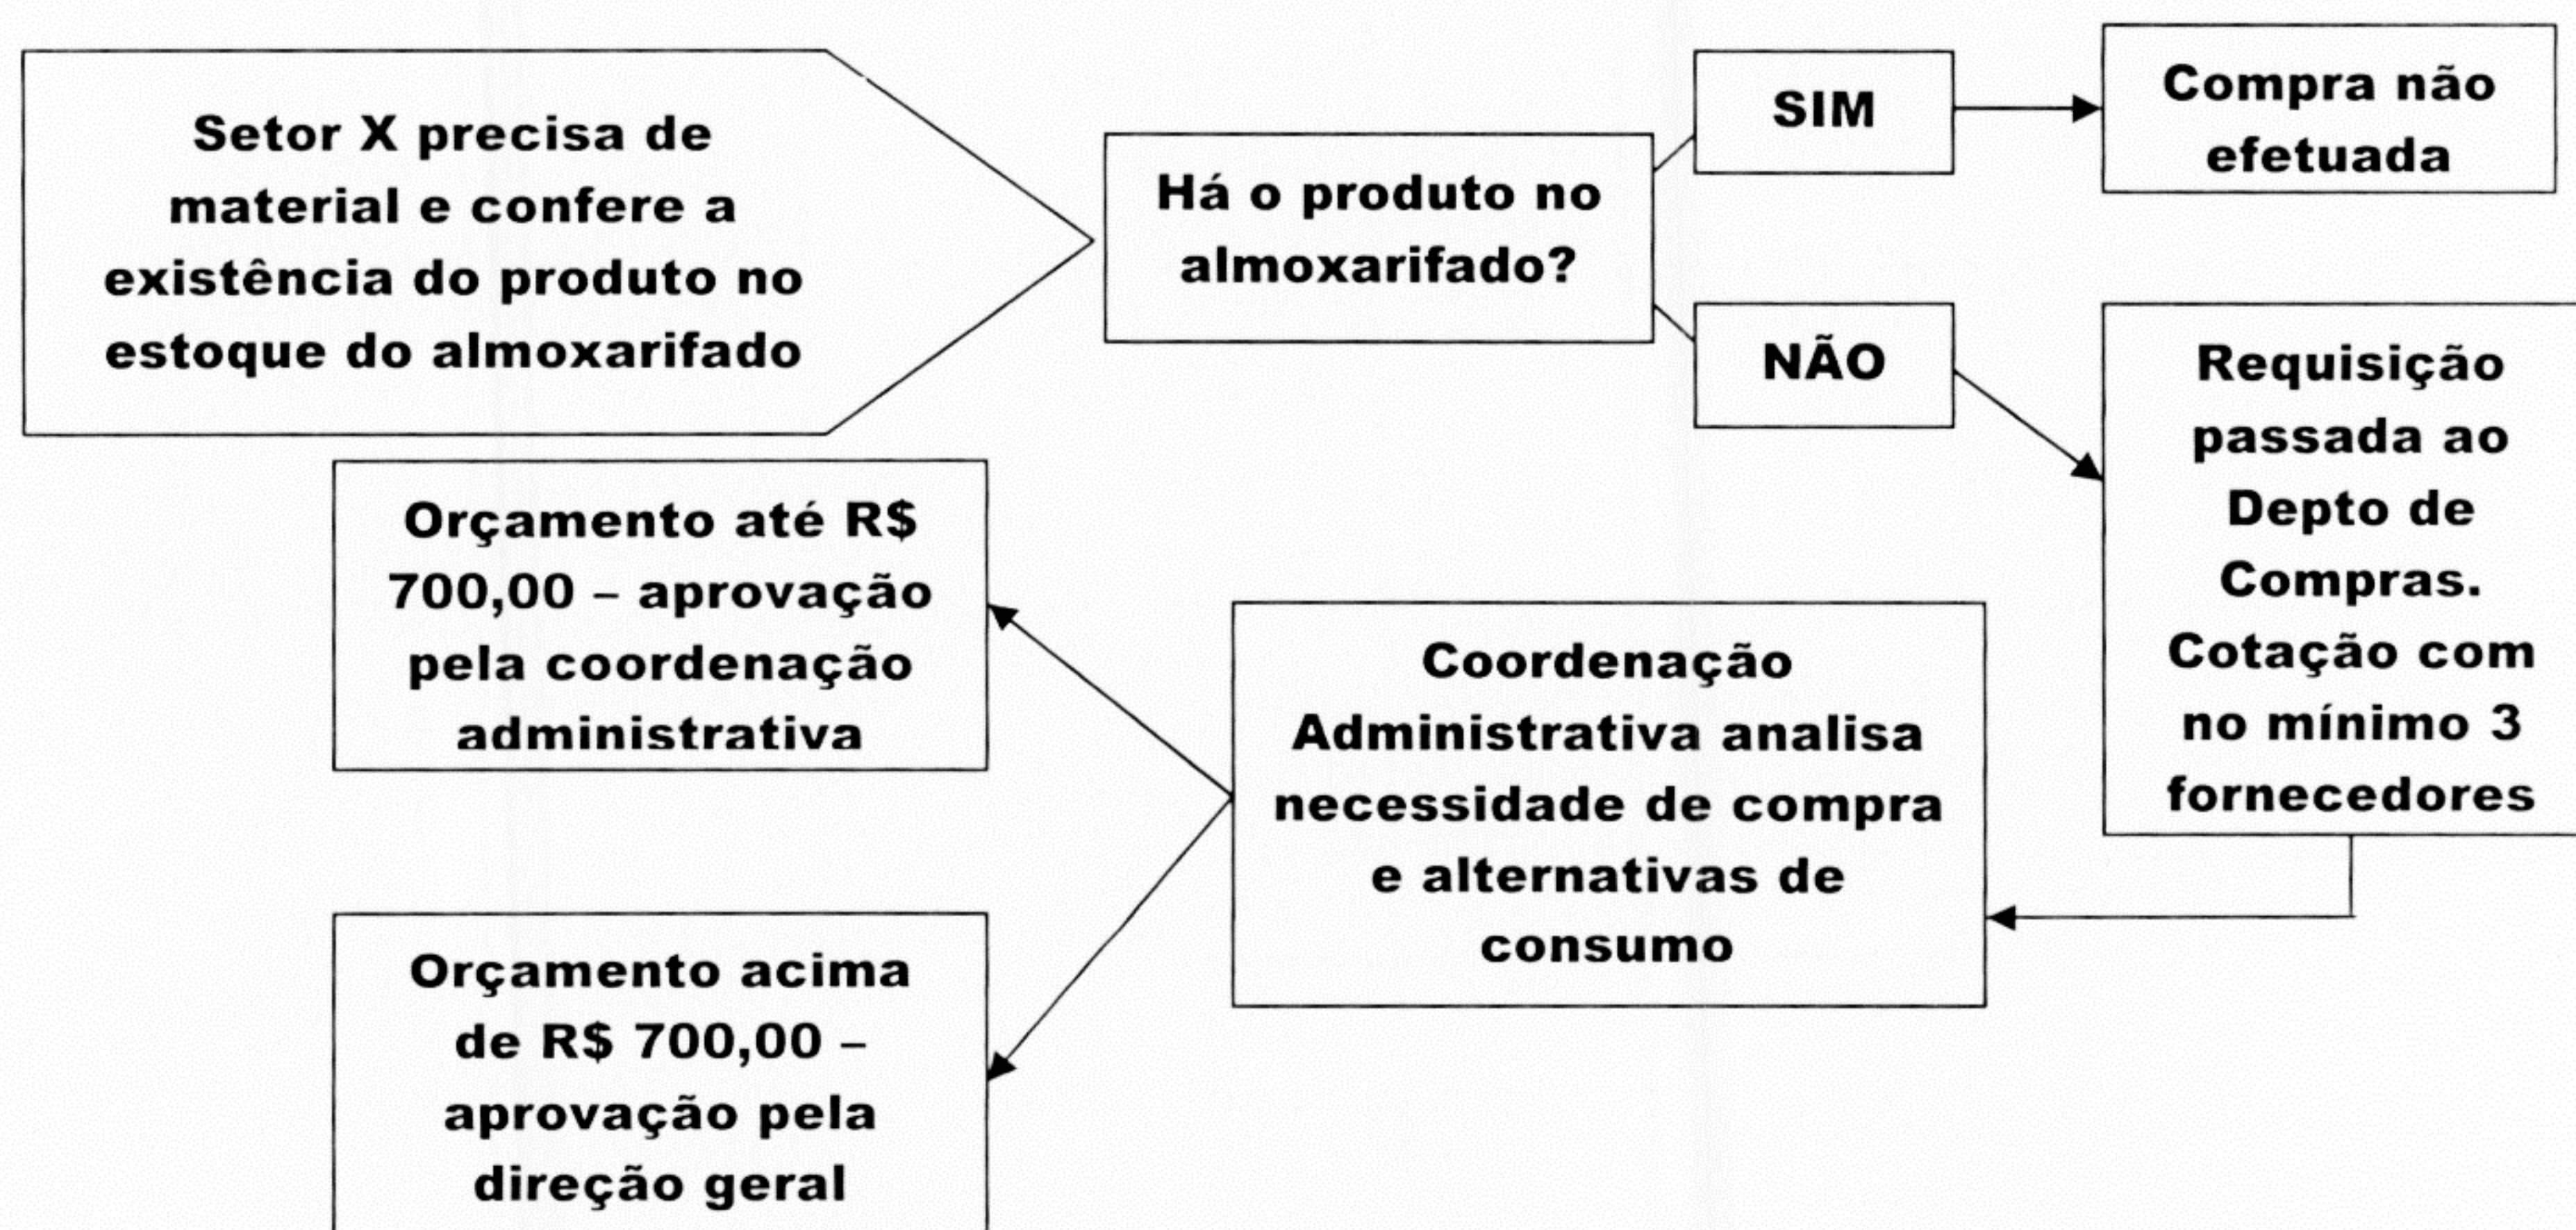 Setor X precisa de
material e confere a
existência do produto no
estoque do almoxarifado
Há o produto no
almoxarifado?
SIM
Compra não
efetuada
NÃO
Requisição
passada ao
Depto de
Compras.
Cotação com
no mínimo 3
fornecedores
Coordenação
Administrativa analisa
necessidade de compra
e alternativas de
consumo
Orçamento até R$
700,00 – aprovação
pela coordenação
administrativa
Orçamento acima
de R$ 700,00 –
aprovação pela
direção geral